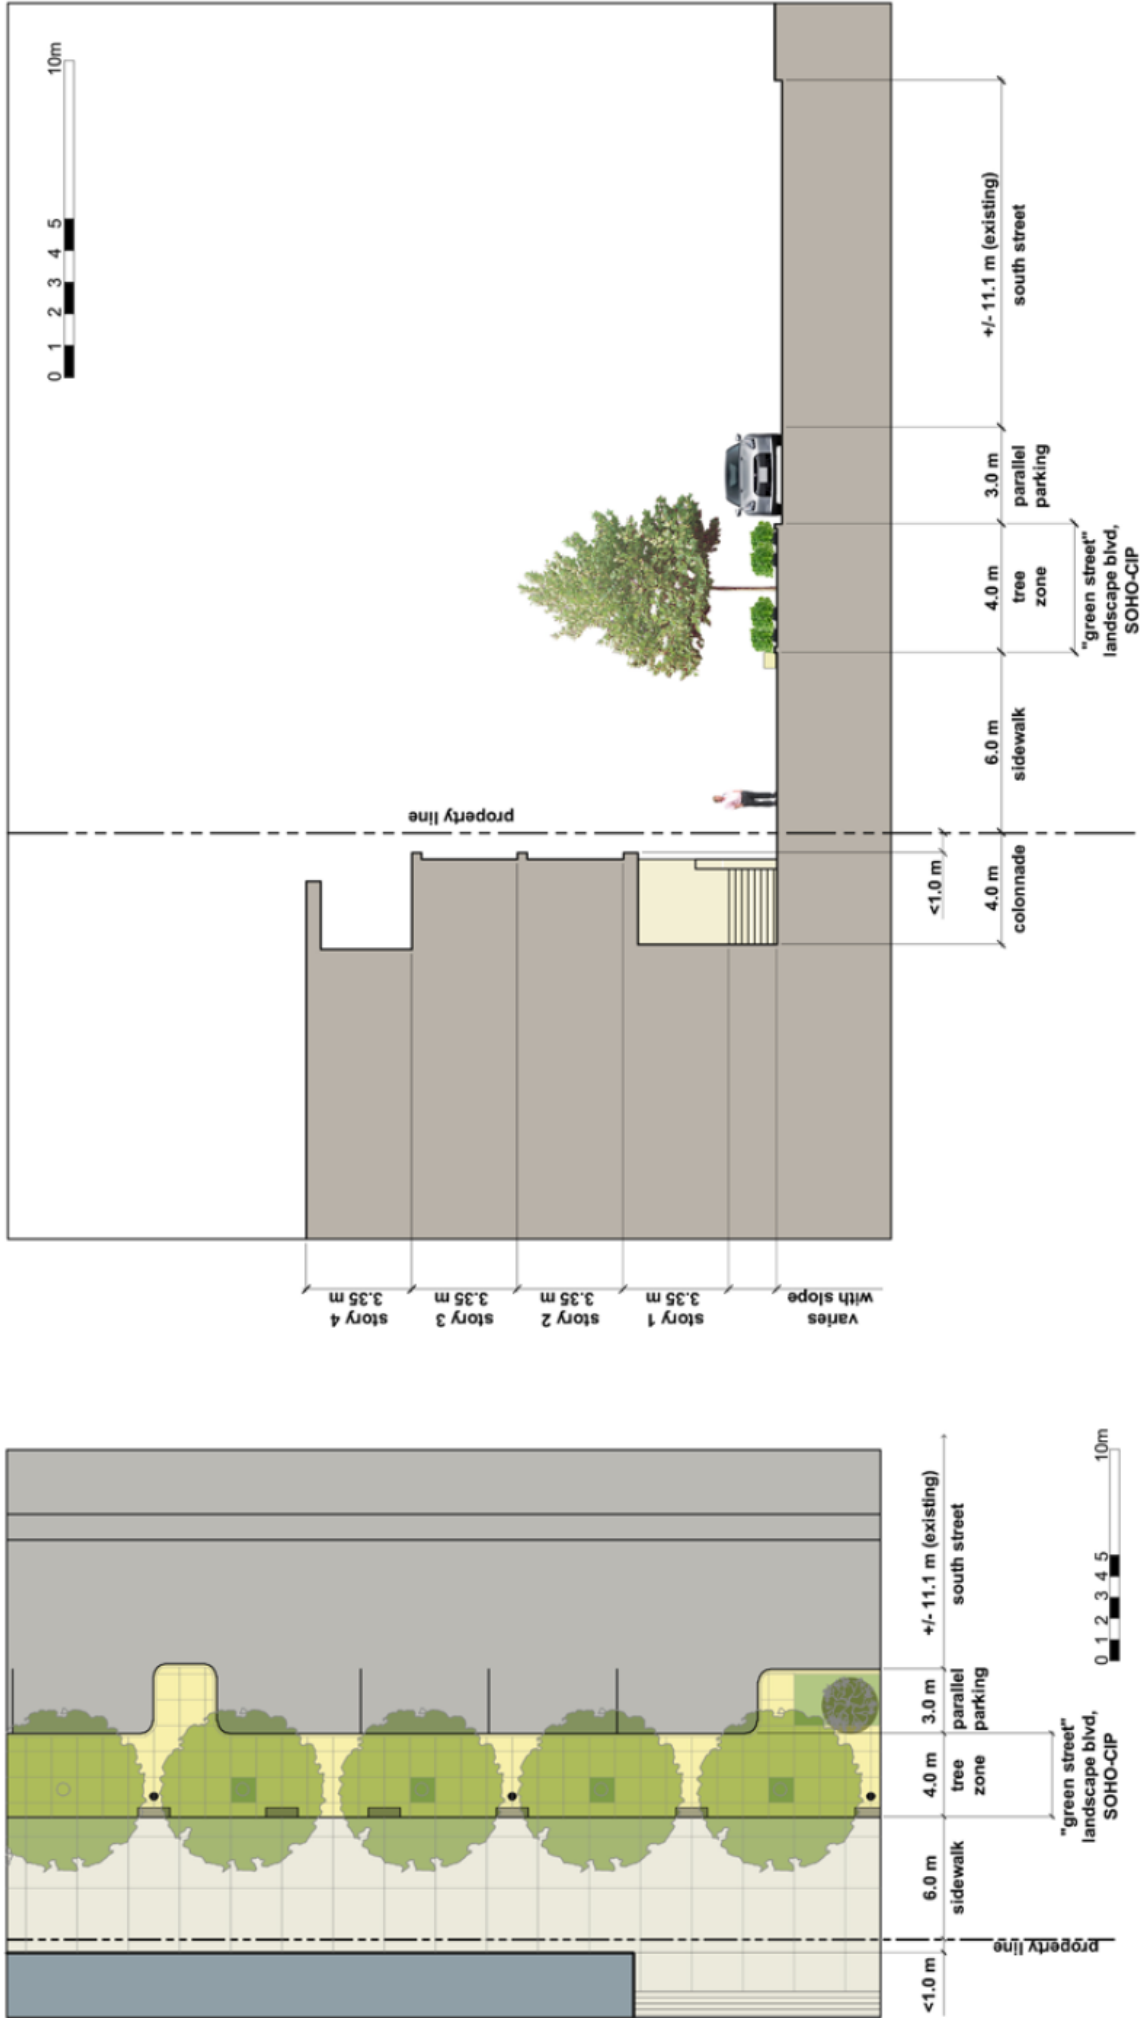 10m
5
4
3
2
1
0
property line
story 4
3.35 m
story 3
3.35 m
story 2
3.35 m
story 1
3.35 m
varies
with slope
<1.0 m
4.0 m
colonnade
6.0 m
sidewalk
4.0 m
tree
zone
3.0 m
parallel
parking
+/- 11.1 m (existing)
south street
"green street"
landscape blvd,
SOHO-CIP
<1.0 m
property line
6.0 m
sidewalk
4.0 m
tree
zone
3.0 m
parallel
parking
+/- 11.1 m (existing)
south street
"green street"
landscape blvd,
SOHO-CIP
0 1 2 3 4 5
10m